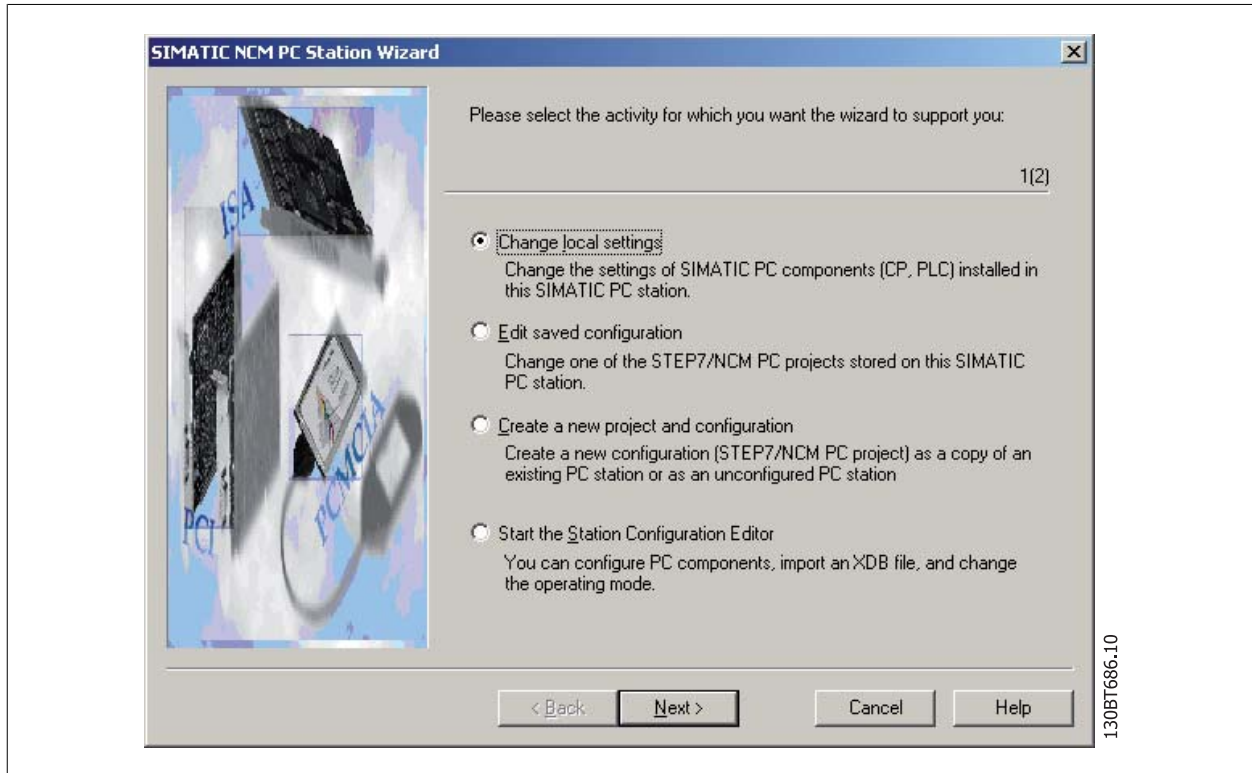 SIMATIC NCM PC Station Wizard
ISA
PCI
PCMCIA
Please select the activity for which you want the wizard to support you:
1(2)
Change local settings
Change the settings of SIMATIC PC components (CP, PLC) installed in
this SIMATIC PC station.
Edit saved configuration
Change one of the STEP7/NCM PC projects stored on this SIMATIC
PC station.
Create a new project and configuration
Create a new configuration (STEP7/NCM PC project) as a copy of an
existing PC station or as an unconfigured PC station
Start the Station Configuration Editor
You can configure PC components, import an XDB file, and change
the operating mode.
< Back
Next >
Cancel
Help
130BT686.10